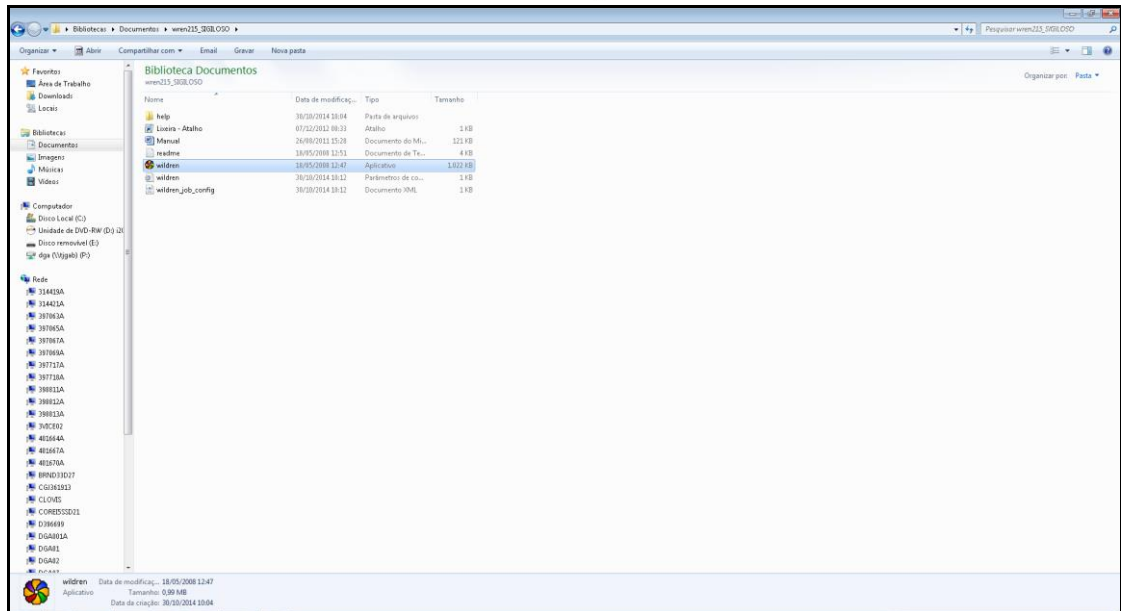 Bibliotecas ▸ Documentos ▸ wren215_SIGILOSO ▸
Pesquisar wren215_SIGILOSO
Organizar Abrir Compartilhar com Email Gravar Nova pasta
Favoritos
Área de Trabalho
Downloads
Locais
Bibliotecas
Documentos
Imagens
Músicas
Vídeos
Computador
Disco Local (C:)
Unidade de DVD-RW (D:)
Disco removível (E:)
dga (\\tjgab) (P:)
Rede
314419A
314421A
397063A
397065A
397067A
397069A
397717A
397718A
398811A
398812A
398813A
3VICE02
401664A
401667A
401670A
BRND33D27
CGI361913
CLOVIS
COREI5SSD21
D396699
DGA001A
DGA01
DGA02
Biblioteca Documentos
wren215_SIGILOSO
Organizar por: Pasta
Nome Data de modificaç... Tipo Tamanho
help 30/10/2014 10:04 Pasta de arquivos
Lixeira - Atalho 07/12/2012 08:33 Atalho 1 KB
Manual 26/08/2011 15:28 Documento do Mi... 121 KB
readme 18/05/2008 12:51 Documento de Te... 4 KB
wildren 18/05/2008 12:47 Aplicativo 1.022 KB
wildren 30/10/2014 10:12 Parâmetros de co... 1 KB
wildren_job_config 30/10/2014 10:12 Documento XML 1 KB
wildren Data de modificaç... 18/05/2008 12:47
Aplicativo Tamanho: 0,99 MB
Data de criação: 30/10/2014 10:04